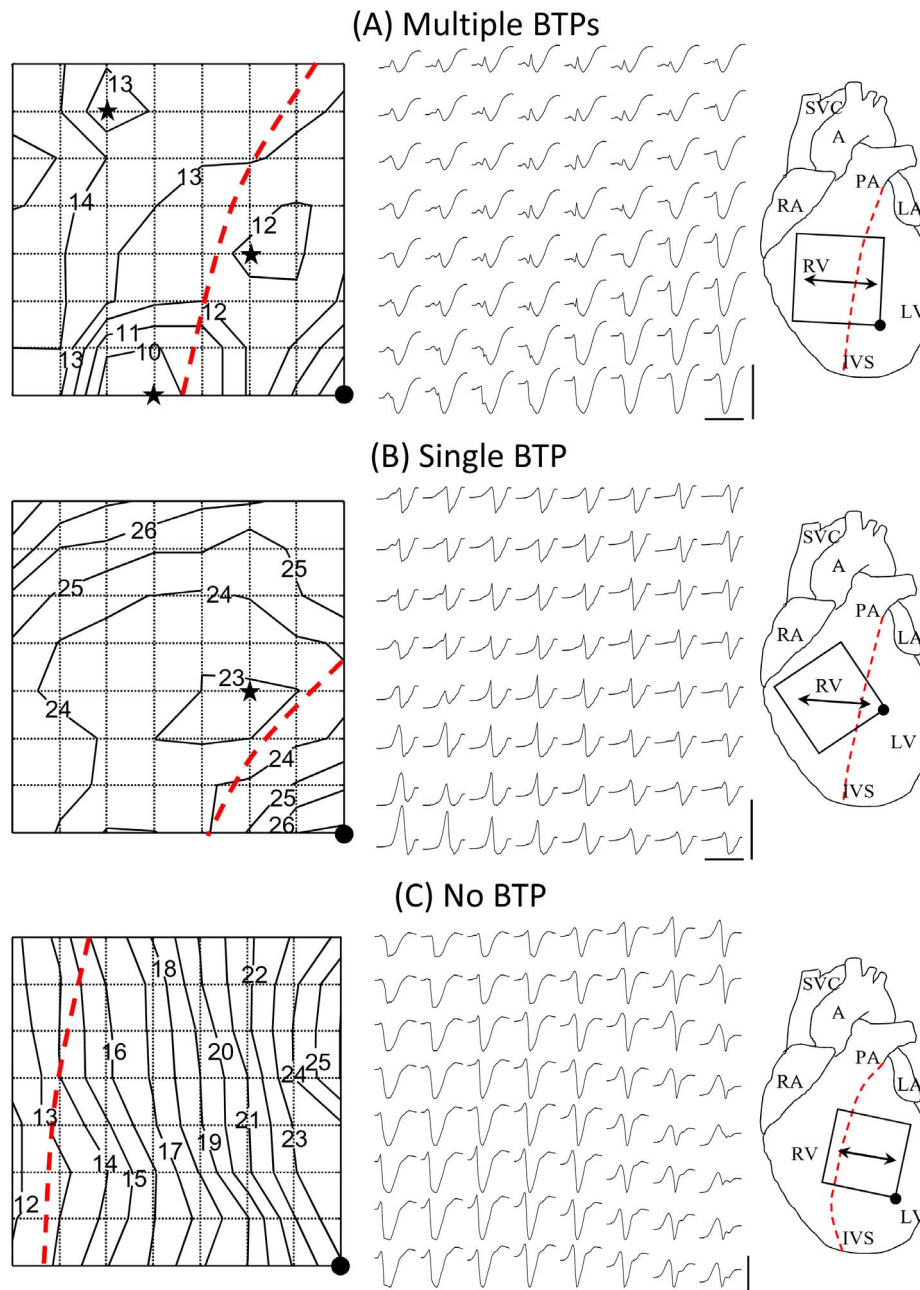 (A) Multiple BTPs
13
14
13
12
12
11
10
13
SVC
A
PA
RA
LA
RV
LV
IVS
(B) Single BTP
26
25
25
24
23
24
24
25
26
SVC
A
PA
RA
LA
RV
LV
IVS
(C) No BTP
18
22
16
20
25
24
13
21
23
19
17
14
15
12
SVC
A
PA
RA
LA
RV
LV
IVS